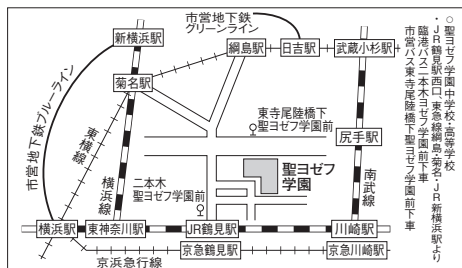 ○聖ヨゼフ学園中学校・高等学校
・JR鶴見駅西口、東急線綱島・菊名・JR新横浜駅より
臨港バス二本木ヨゼフ学園前下車
市営バス東寺尾陸橋下聖ヨゼフ学園前下車
市営地下鉄
グリーンライン
新横浜駅
綱島駅
日吉駅
武蔵小杉駅
菊名駅
市営地下鉄ブルーライン
東横線
横浜線
東寺尾陸橋下
聖ヨゼフ学園前
尻手駅
聖ヨゼフ
学園
南武線
二本木
聖ヨゼフ学園前
横浜駅
東神奈川駅
JR鶴見駅
川崎駅
京急鶴見駅
京急川崎駅
京浜急行線